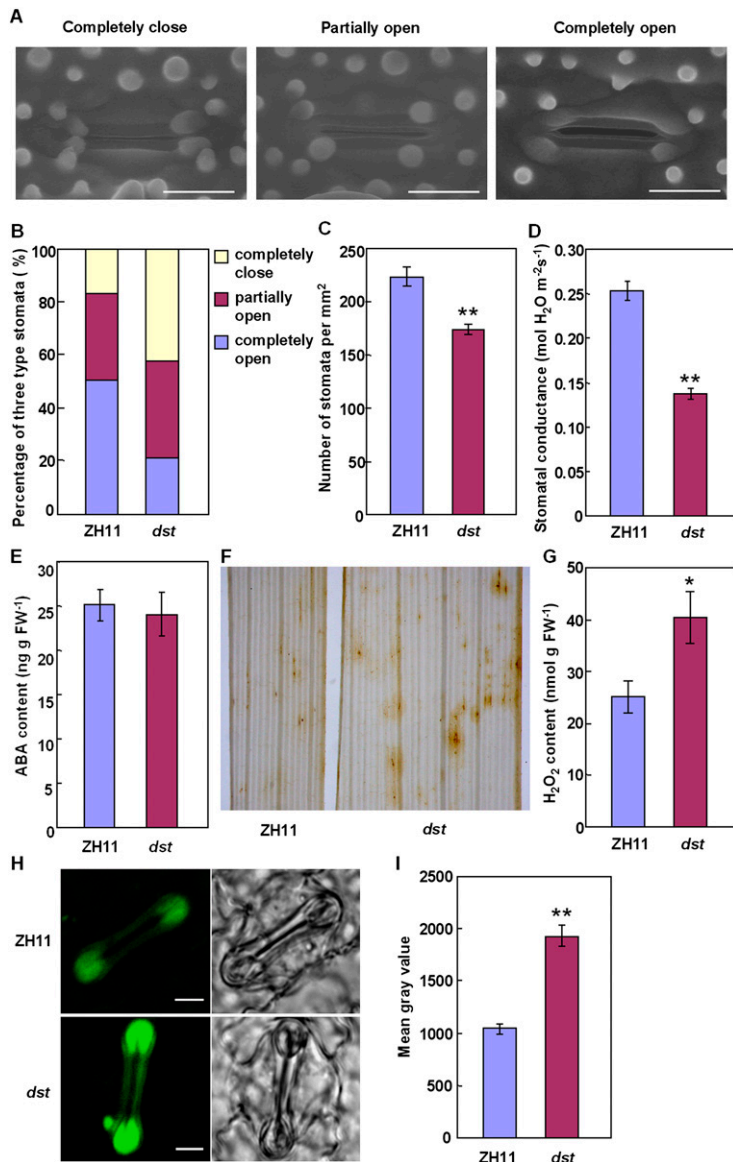 A
Completely close
Partially open
Completely open
B
Percentage of three type stomata ( %)
100
80
60
40
20
0
ZH11
dst
completely
close
partially
open
completely
open
C
Number of stomata per mm²
250
200
150
100
50
0
**
ZH11
dst
D
Stomatal conductance (mol H₂O m⁻²s⁻¹)
0.30
0.25
0.20
0.15
0.10
0.05
0
**
ZH11
dst
E
ABA content (ng g FW⁻¹)
30
25
20
15
10
5
0
ZH11
dst
F
ZH11
dst
G
H₂O₂ content (nmol g FW⁻¹)
50
40
30
20
10
0
*
ZH11
dst
H
ZH11
dst
I
Mean gray value
2500
2000
1500
1000
500
0
**
ZH11
dst